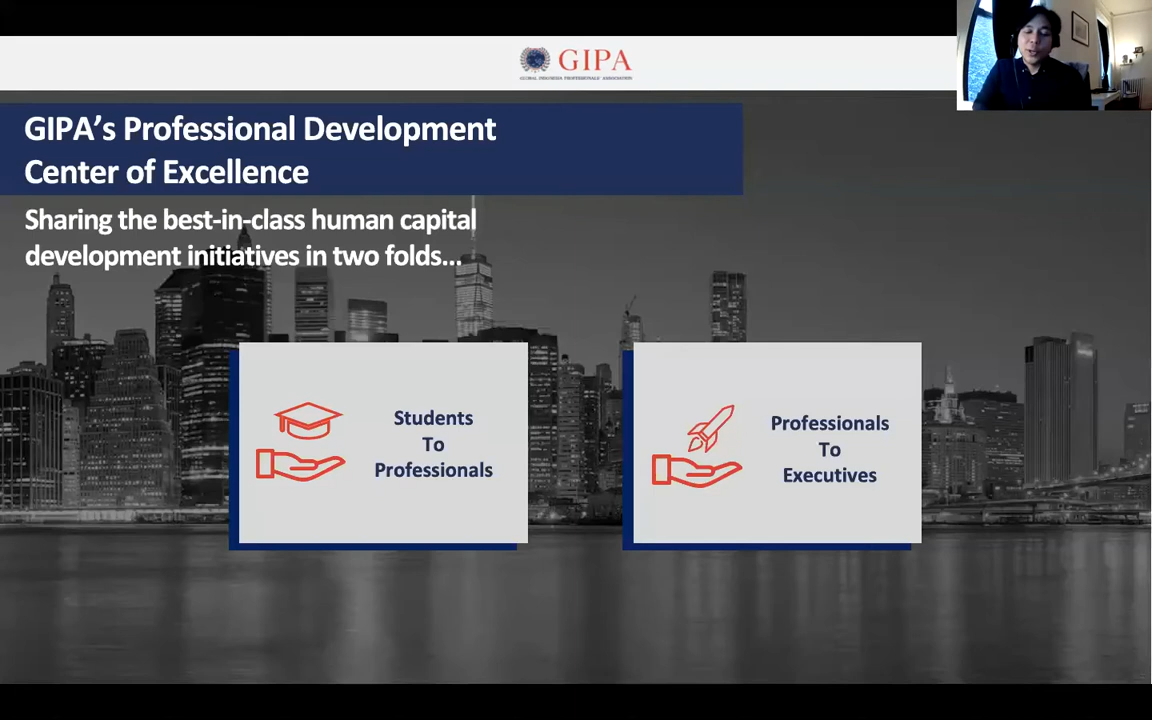 GIPA
GLOBAL INDONESIA PROFESSIONALS' ASSOCIATION
GIPA's Professional Development
Center of Excellence
Sharing the best-in-class human capital
development initiatives in two folds...
Students
To
Professionals
Professionals
To
Executives